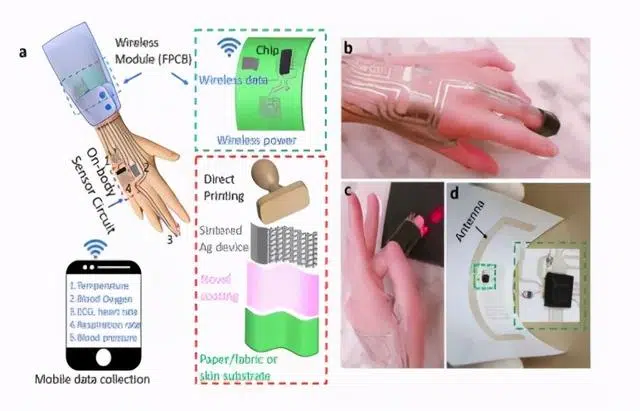 a
Wireless
Module (FPCB)
Chip
Wireless data
Wireless power
On-body
Sensor Circuit
1
2
4
3
Direct
Printing
Sintered
Ag device
Novel
coating
Paper/fabric or
skin substrate
1. Temperature
2. Blood Oxygen
3. ECG, heart rate
4. Respiration rate
5. Blood pressure
Mobile data collection
b
c
d
Antenna